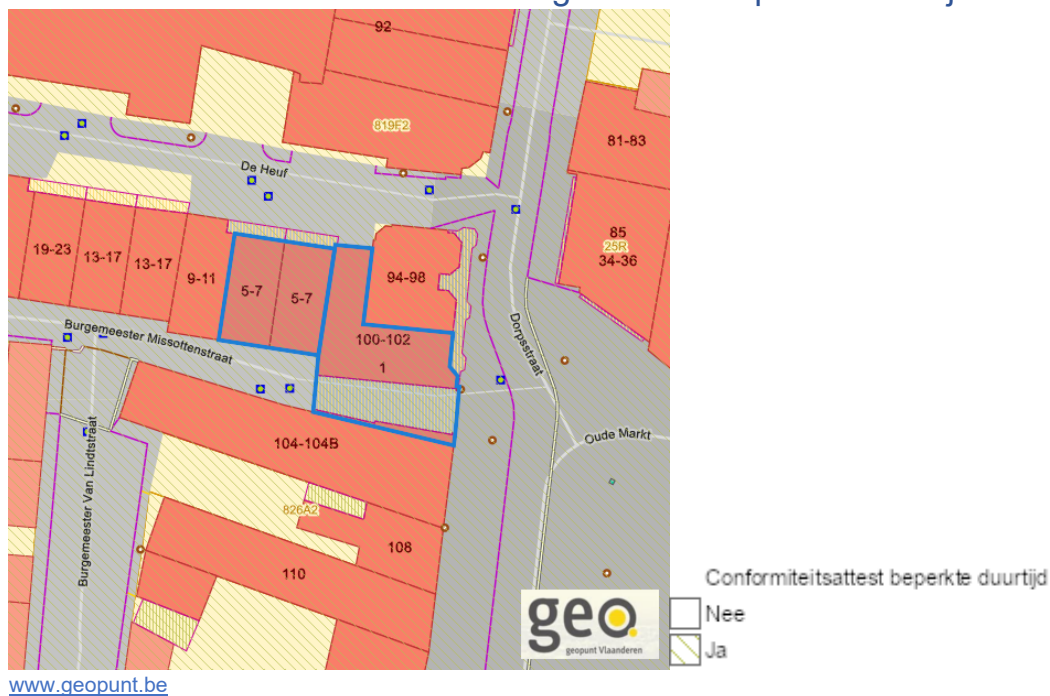 92
819F2
81-83
De Heuf
85
25R
34-36
19-23
13-17
13-17
9-11
5-7
5-7
94-98
100-102
1
Burgemeester Missottenstraat
Dorpsstraat
104-104B
Oude Markt
Burgemeester Van Lindtstraat
826A2
108
110
geo.
geopunt Vlaanderen
Conformiteitsattest beperkte duurtijd
Nee
Ja
www.geopunt.be